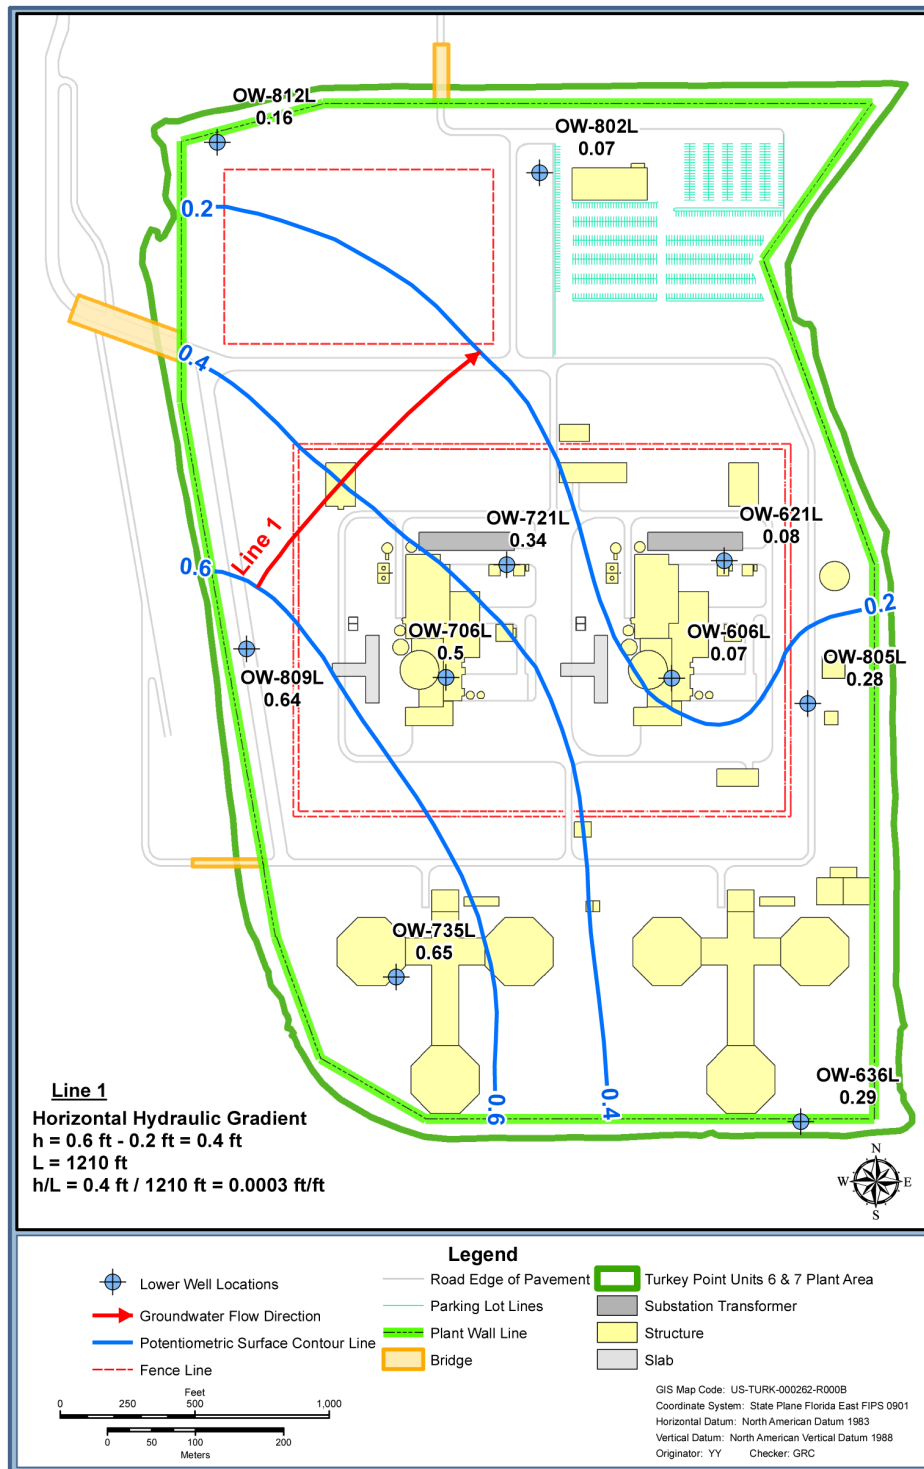 OW-812L
0.16
OW-802L
0.07
0.2
0.4
OW-721L
0.34
OW-621L
0.08
Line 1
0.6
0.2
OW-706L
0.5
OW-606L
0.07
OW-805L
0.28
OW-809L
0.64
OW-735L
0.65
OW-636L
0.29
0.6
0.4
Line 1
Horizontal Hydraulic Gradient
h = 0.6 ft - 0.2 ft = 0.4 ft
L = 1210 ft
h/L = 0.4 ft / 1210 ft = 0.0003 ft/ft
N
W
E
S
Legend
Lower Well Locations
Groundwater Flow Direction
Potentiometric Surface Contour Line
Fence Line
Road Edge of Pavement
Parking Lot Lines
Plant Wall Line
Bridge
Turkey Point Units 6 & 7 Plant Area
Substation Transformer
Structure
Slab
Feet
0 250 500 1,000
0 50 100 200
Meters
GIS Map Code: US-TURK-000262-R000B
Coordinate System: State Plane Florida East FIPS 0901
Horizontal Datum: North American Datum 1983
Vertical Datum: North American Vertical Datum 1988
Originator: YY Checker: GRC